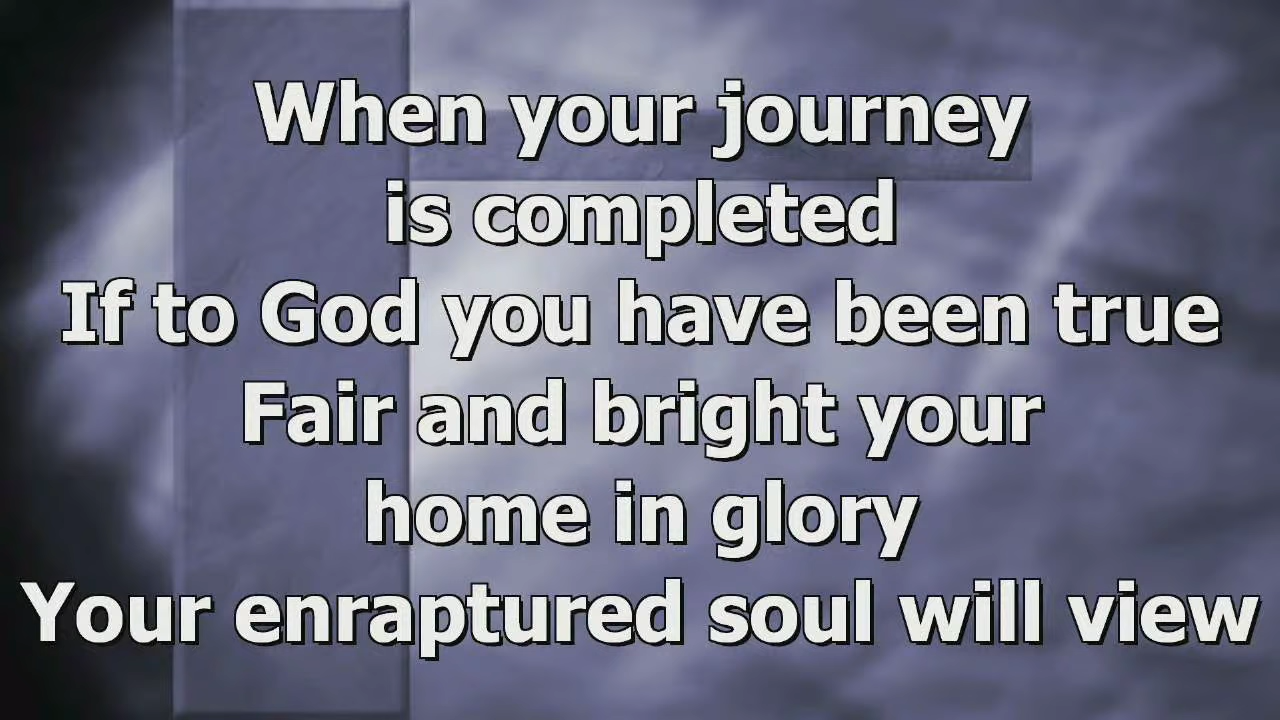 When your journey
is completed
If to God you have been true
Fair and bright your
home in glory
Your enraptured soul will view